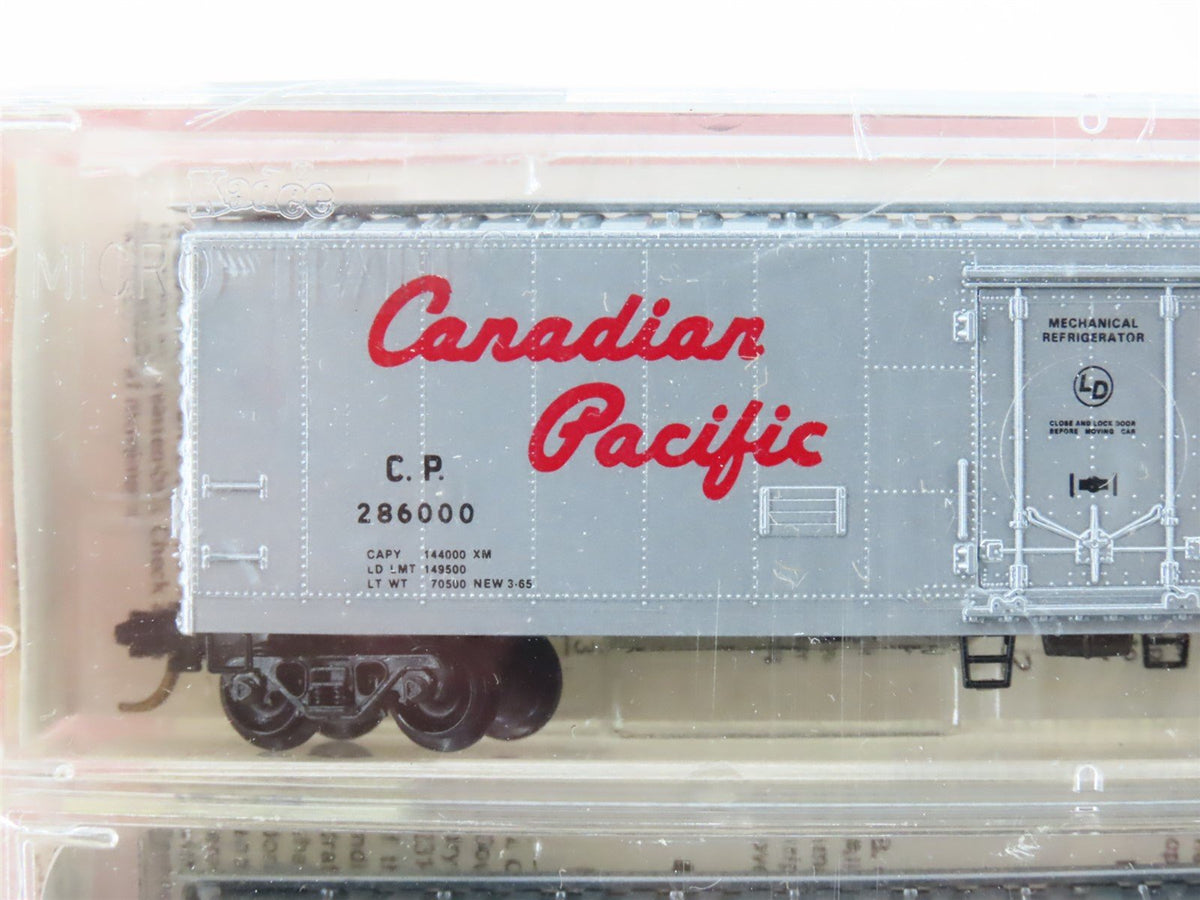 Kadee
MICRO-TRAINS
Canadian
Pacific
C.P.
286000
CAPY 144000 XM
LD LMT 149500
LT WT 70500 NEW 3-65
MECHANICAL
REFRIGERATOR
LD
CLOSE AND LOCK DOOR
BEFORE MOVING CAR